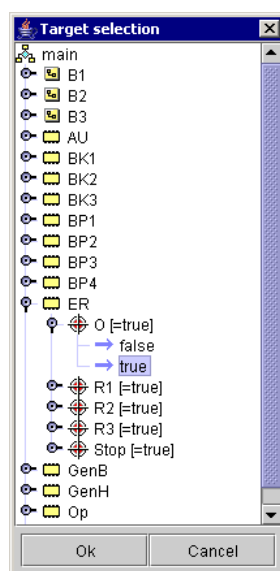 Target selection
main
B1
B2
B3
AU
BK1
BK2
BK3
BP1
BP2
BP3
BP4
ER
O [=true]
false
true
R1 [=true]
R2 [=true]
R3 [=true]
Stop [=true]
GenB
GenH
Op
Ok Cancel